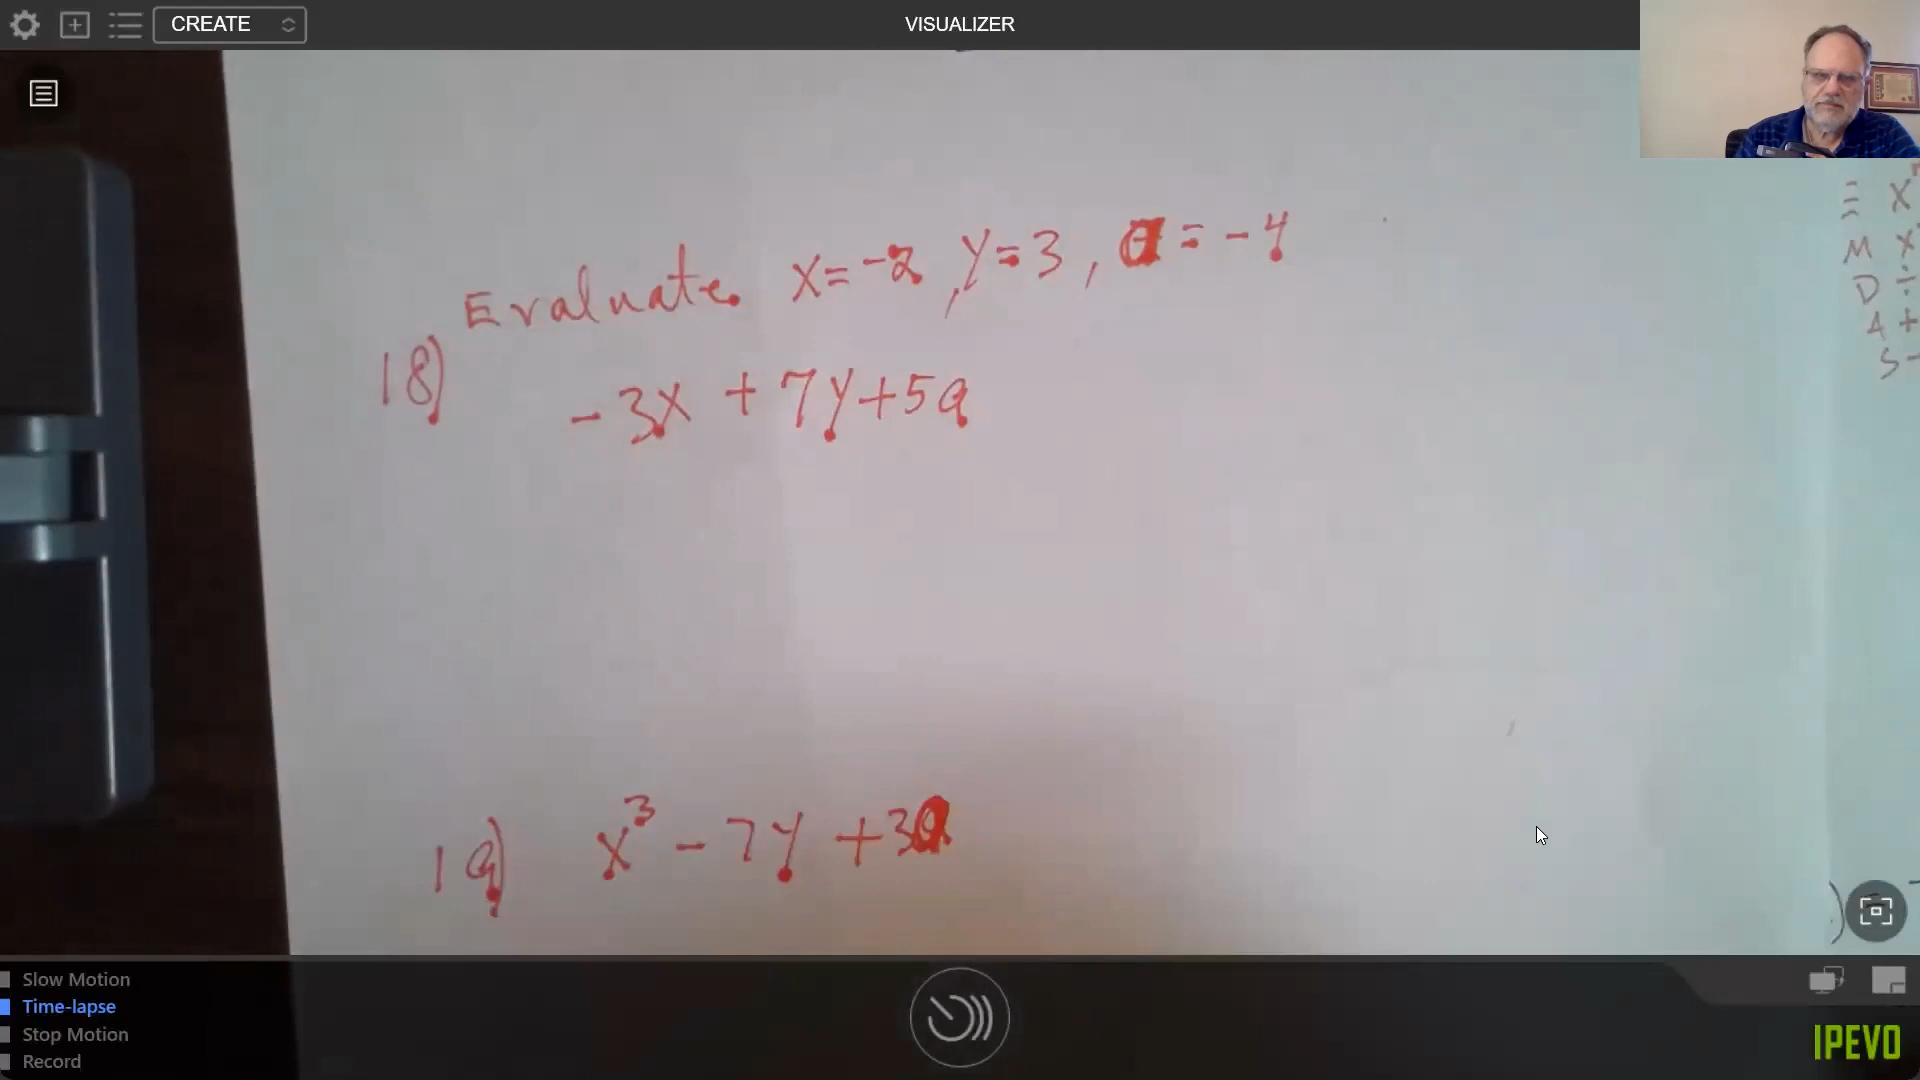 CREATE
VISUALIZER
Evaluate x = -2, y = 3, a = -4
18) -3x + 7y + 5a
19) x³ - 7y + 3a
= x
M x
D ÷
A +
S -
Slow Motion
Time-lapse
Stop Motion
Record
IPEVO